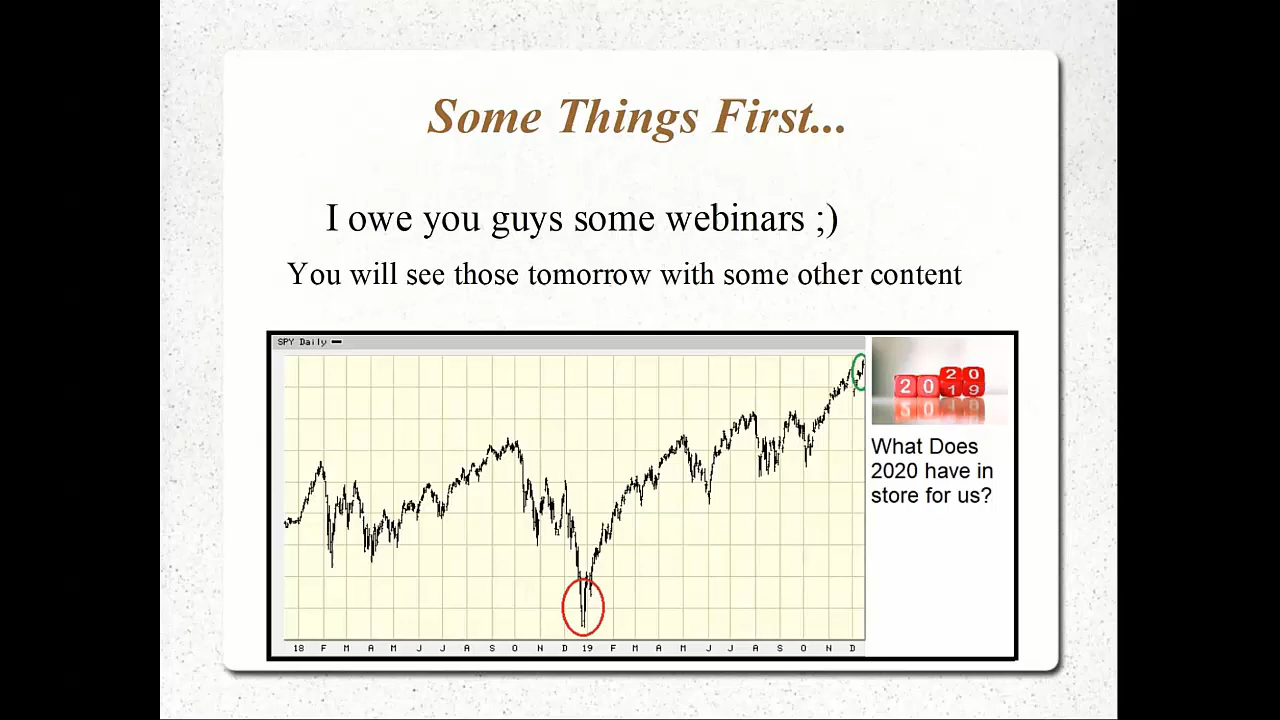 Some Things First...
I owe you guys some webinars ;)
You will see those tomorrow with some other content
SPY Daily
2020
19
What Does
2020 have in
store for us?
18 F M A M J J A S O N D 19 F M A M J J A S O N D